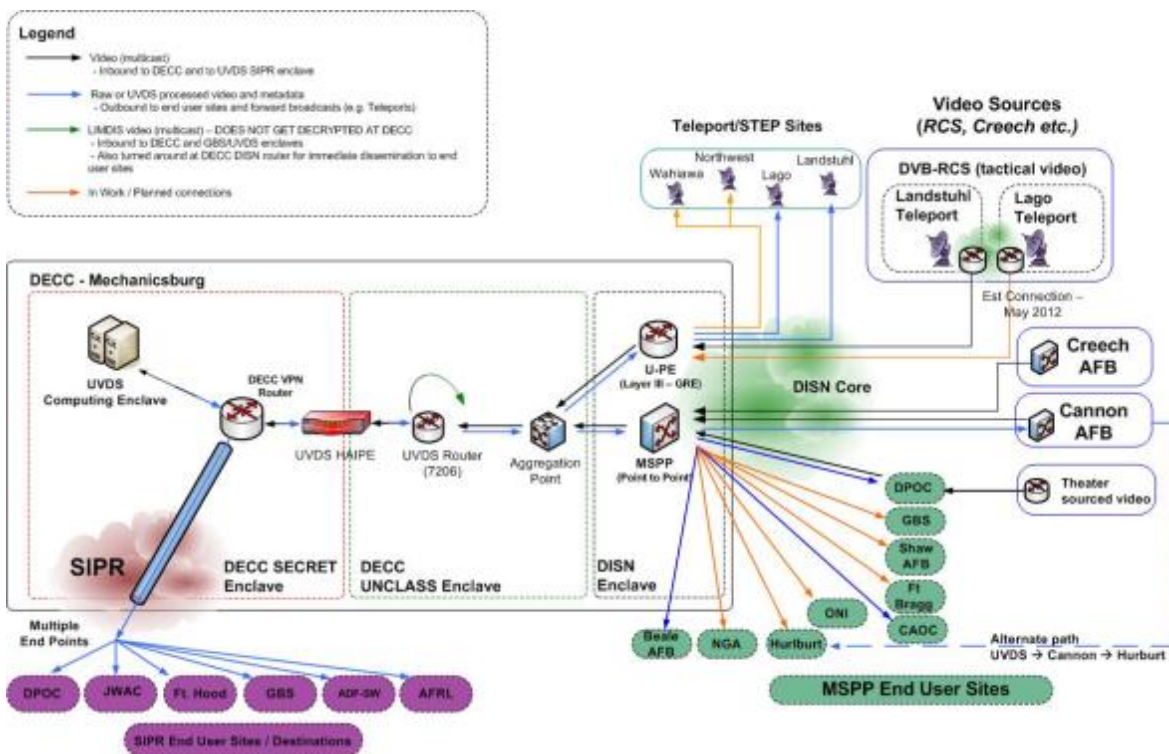 Legend
Video (multicast)
- Inbound to DECC and to UVDS SIPR enclave
Raw or UVDS processed video and metadata
- Outbound to end user sites and forward broadcasts (e.g. Teleports)
LIMDIS video (multicast) – DOES NOT GET DECRYPTED AT DECC
- Inbound to DECC and GBS/UVDS enclaves
- Also turned around at DECC DISN router for immediate dissemination to end
user sites
In Work / Planned connections
Teleport/STEP Sites
Wahiawa
Northwest
Lago
Landstuhl
Video Sources
(RCS, Creech etc.)
DVB-RCS (tactical video)
Landstuhl
Teleport
Lago
Teleport
Est Connection –
May 2012
DECC - Mechanicsburg
UVDS
Computing Enclave
DECC VPN
Router
UVDS HAIPE
UVDS Router
(7206)
Aggregation
Point
U-PE
(Layer III – GRE)
MSPP
(Point to Point)
DISN Core
Creech
AFB
Cannon
AFB
Theater
sourced video
SIPR
DECC SECRET
Enclave
DECC
UNCLASS Enclave
DISN
Enclave
DPOC
GBS
Shaw
AFB
Ft
Bragg
CAOC
ONI
Hurlburt
NGA
Beale
AFB
Alternate path
UVDS → Cannon → Hurburt
MSPP End User Sites
Multiple
End Points
DPOC
JWAC
Ft. Hood
GBS
ADF-SW
AFRL
SIPR End User Sites / Destinations